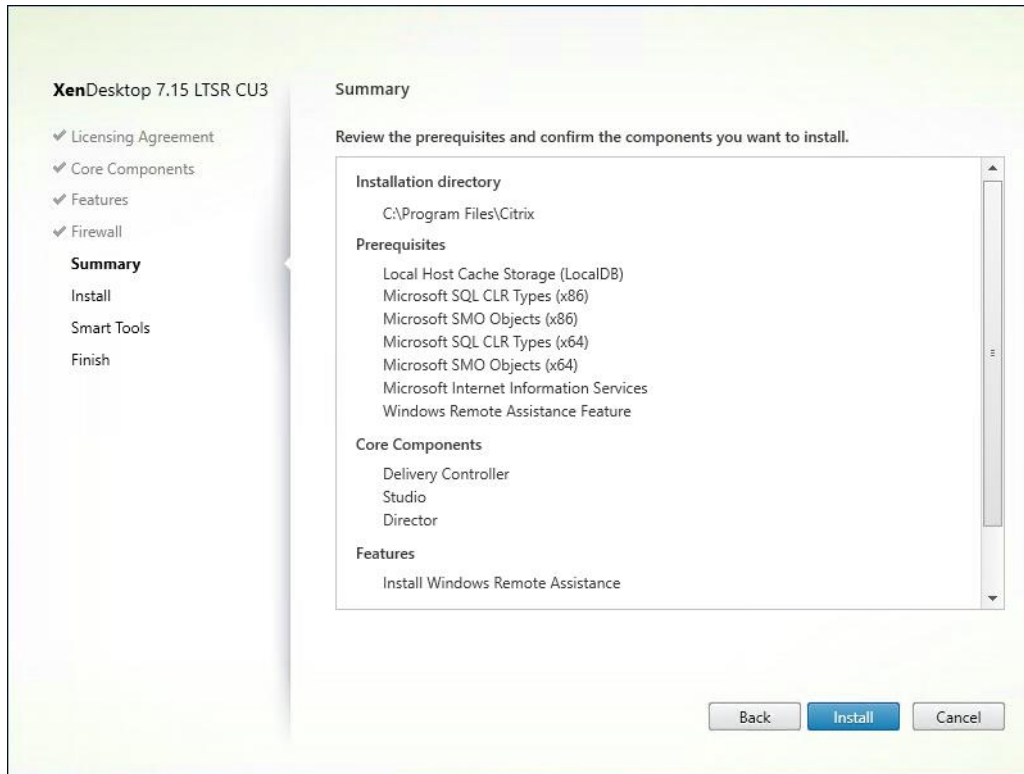 XenDesktop 7.15 LTSR CU3
Licensing Agreement
Core Components
Features
Firewall
Summary
Install
Smart Tools
Finish
Summary
Review the prerequisites and confirm the components you want to install.
Installation directory
C:\Program Files\Citrix
Prerequisites
Local Host Cache Storage (LocalDB)
Microsoft SQL CLR Types (x86)
Microsoft SMO Objects (x86)
Microsoft SQL CLR Types (x64)
Microsoft SMO Objects (x64)
Microsoft Internet Information Services
Windows Remote Assistance Feature
Core Components
Delivery Controller
Studio
Director
Features
Install Windows Remote Assistance
Back
Install
Cancel